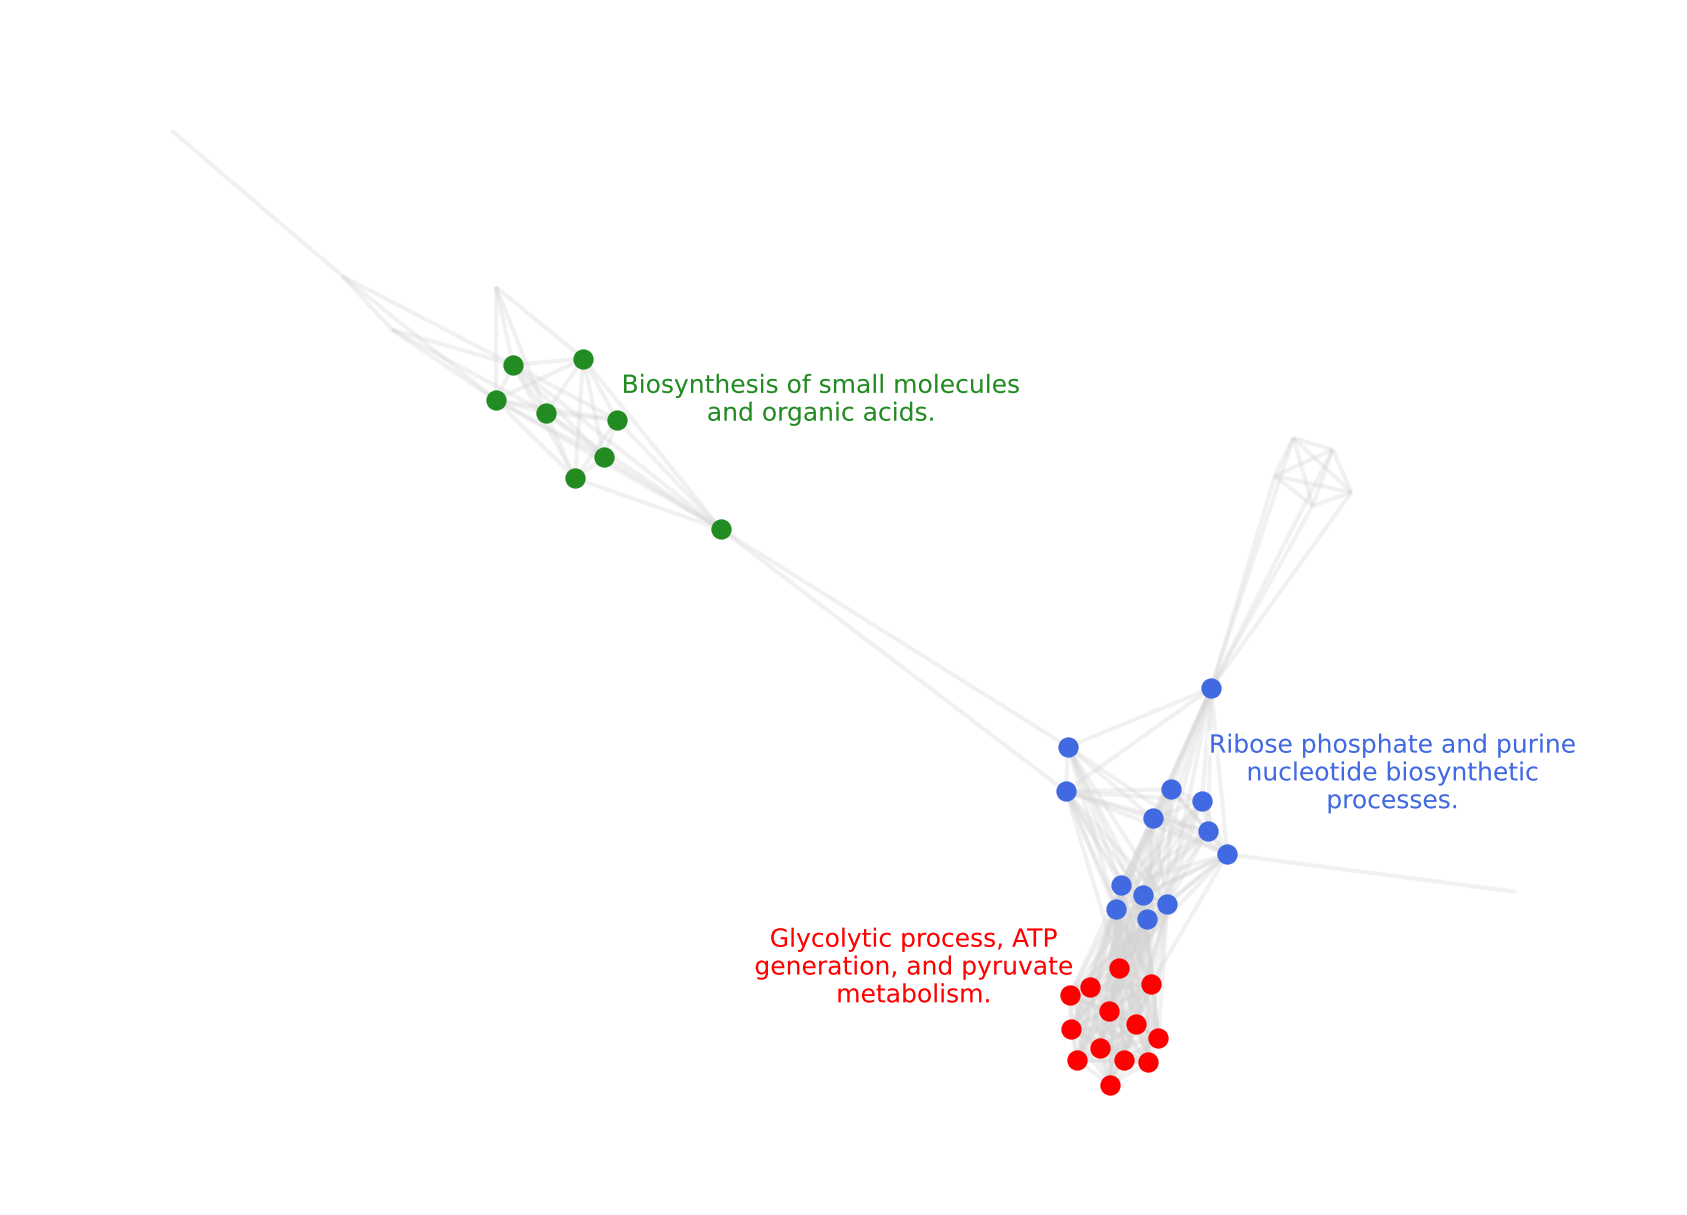 Biosynthesis of small molecules
and organic acids.
Ribose phosphate and purine
nucleotide biosynthetic
processes.
Glycolytic process, ATP
generation, and pyruvate
metabolism.